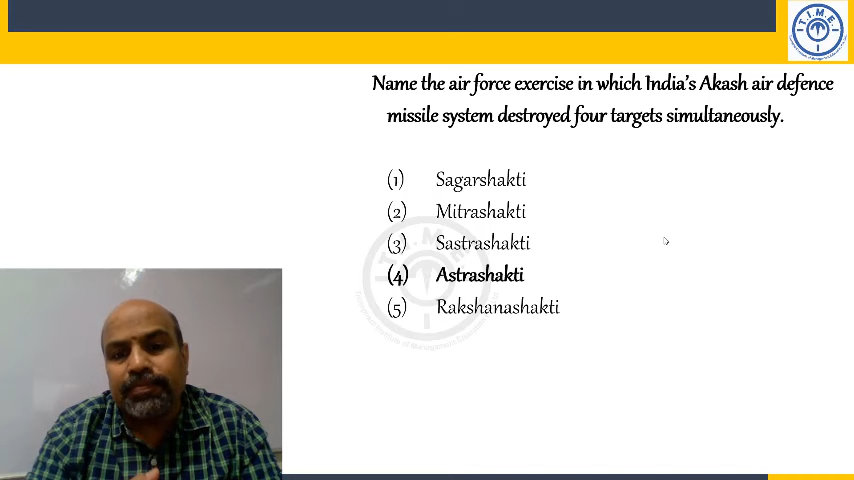 T.I.M.E.
Name the air force exercise in which India's Akash air defence
missile system destroyed four targets simultaneously.
(1) Sagarshakti
(2) Mitrashakti
(3) Sastrashakti
(4) Astrashakti
(5) Rakshanashakti